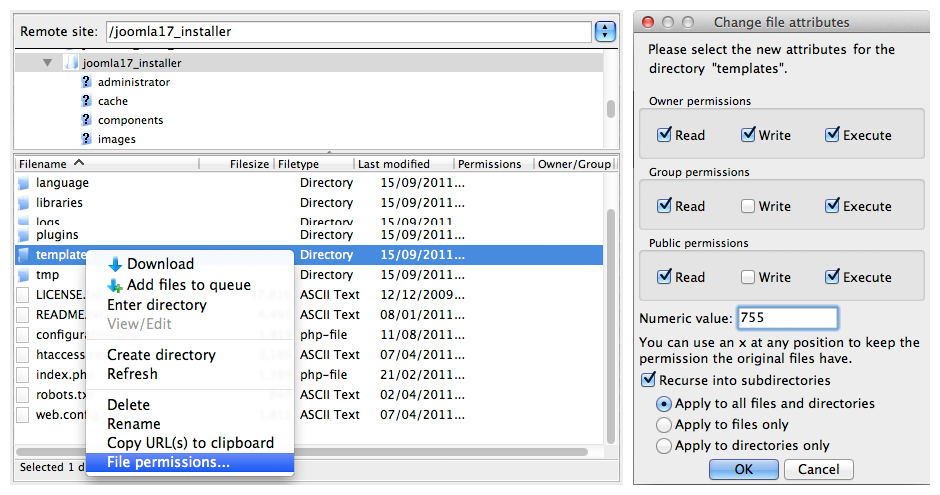 Remote site: /joomla17_installer
joomla17_installer
? administrator
? cache
? components
? images
Filename Filesize Filetype Last modified Permissions Owner/Group
language Directory 15/09/2011...
libraries Directory 15/09/2011...
logs Directory 15/09/2011...
plugins Directory 15/09/2011...
template Directory 15/09/2011...
tmp Directory 15/09/2011...
LICENSE. ASCII Text 12/12/2009...
README. ASCII Text 08/01/2011...
configura php-file 11/08/2011...
htaccess ASCII Text 07/04/2011...
index.ph php-file 21/02/2011...
robots.tx ASCII Text 02/04/2011...
web.conf ASCII Text 07/04/2011...
Selected 1 d
Download
Add files to queue
Enter directory
View/Edit
Create directory
Refresh
Delete
Rename
Copy URL(s) to clipboard
File permissions...
Change file attributes
Please select the new attributes for the
directory "templates".
Owner permissions
Read Write Execute
Group permissions
Read Write Execute
Public permissions
Read Write Execute
Numeric value: 755
You can use an x at any position to keep the
permission the original files have.
Recurse into subdirectories
Apply to all files and directories
Apply to files only
Apply to directories only
OK Cancel